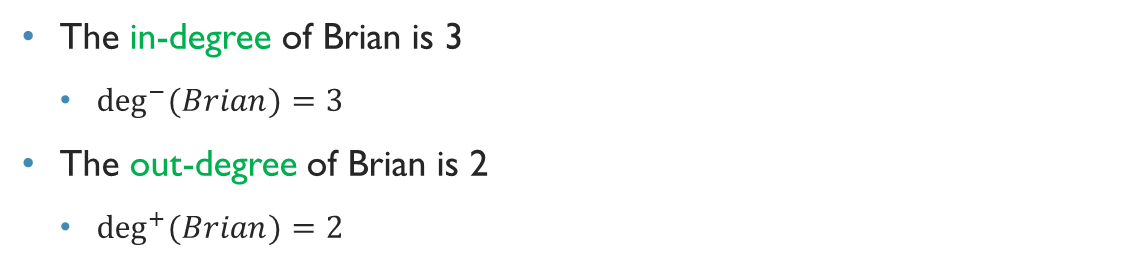 • The in-degree of Brian is 3
• deg⁻(Brian) = 3
• The out-degree of Brian is 2
• deg⁺(Brian) = 2